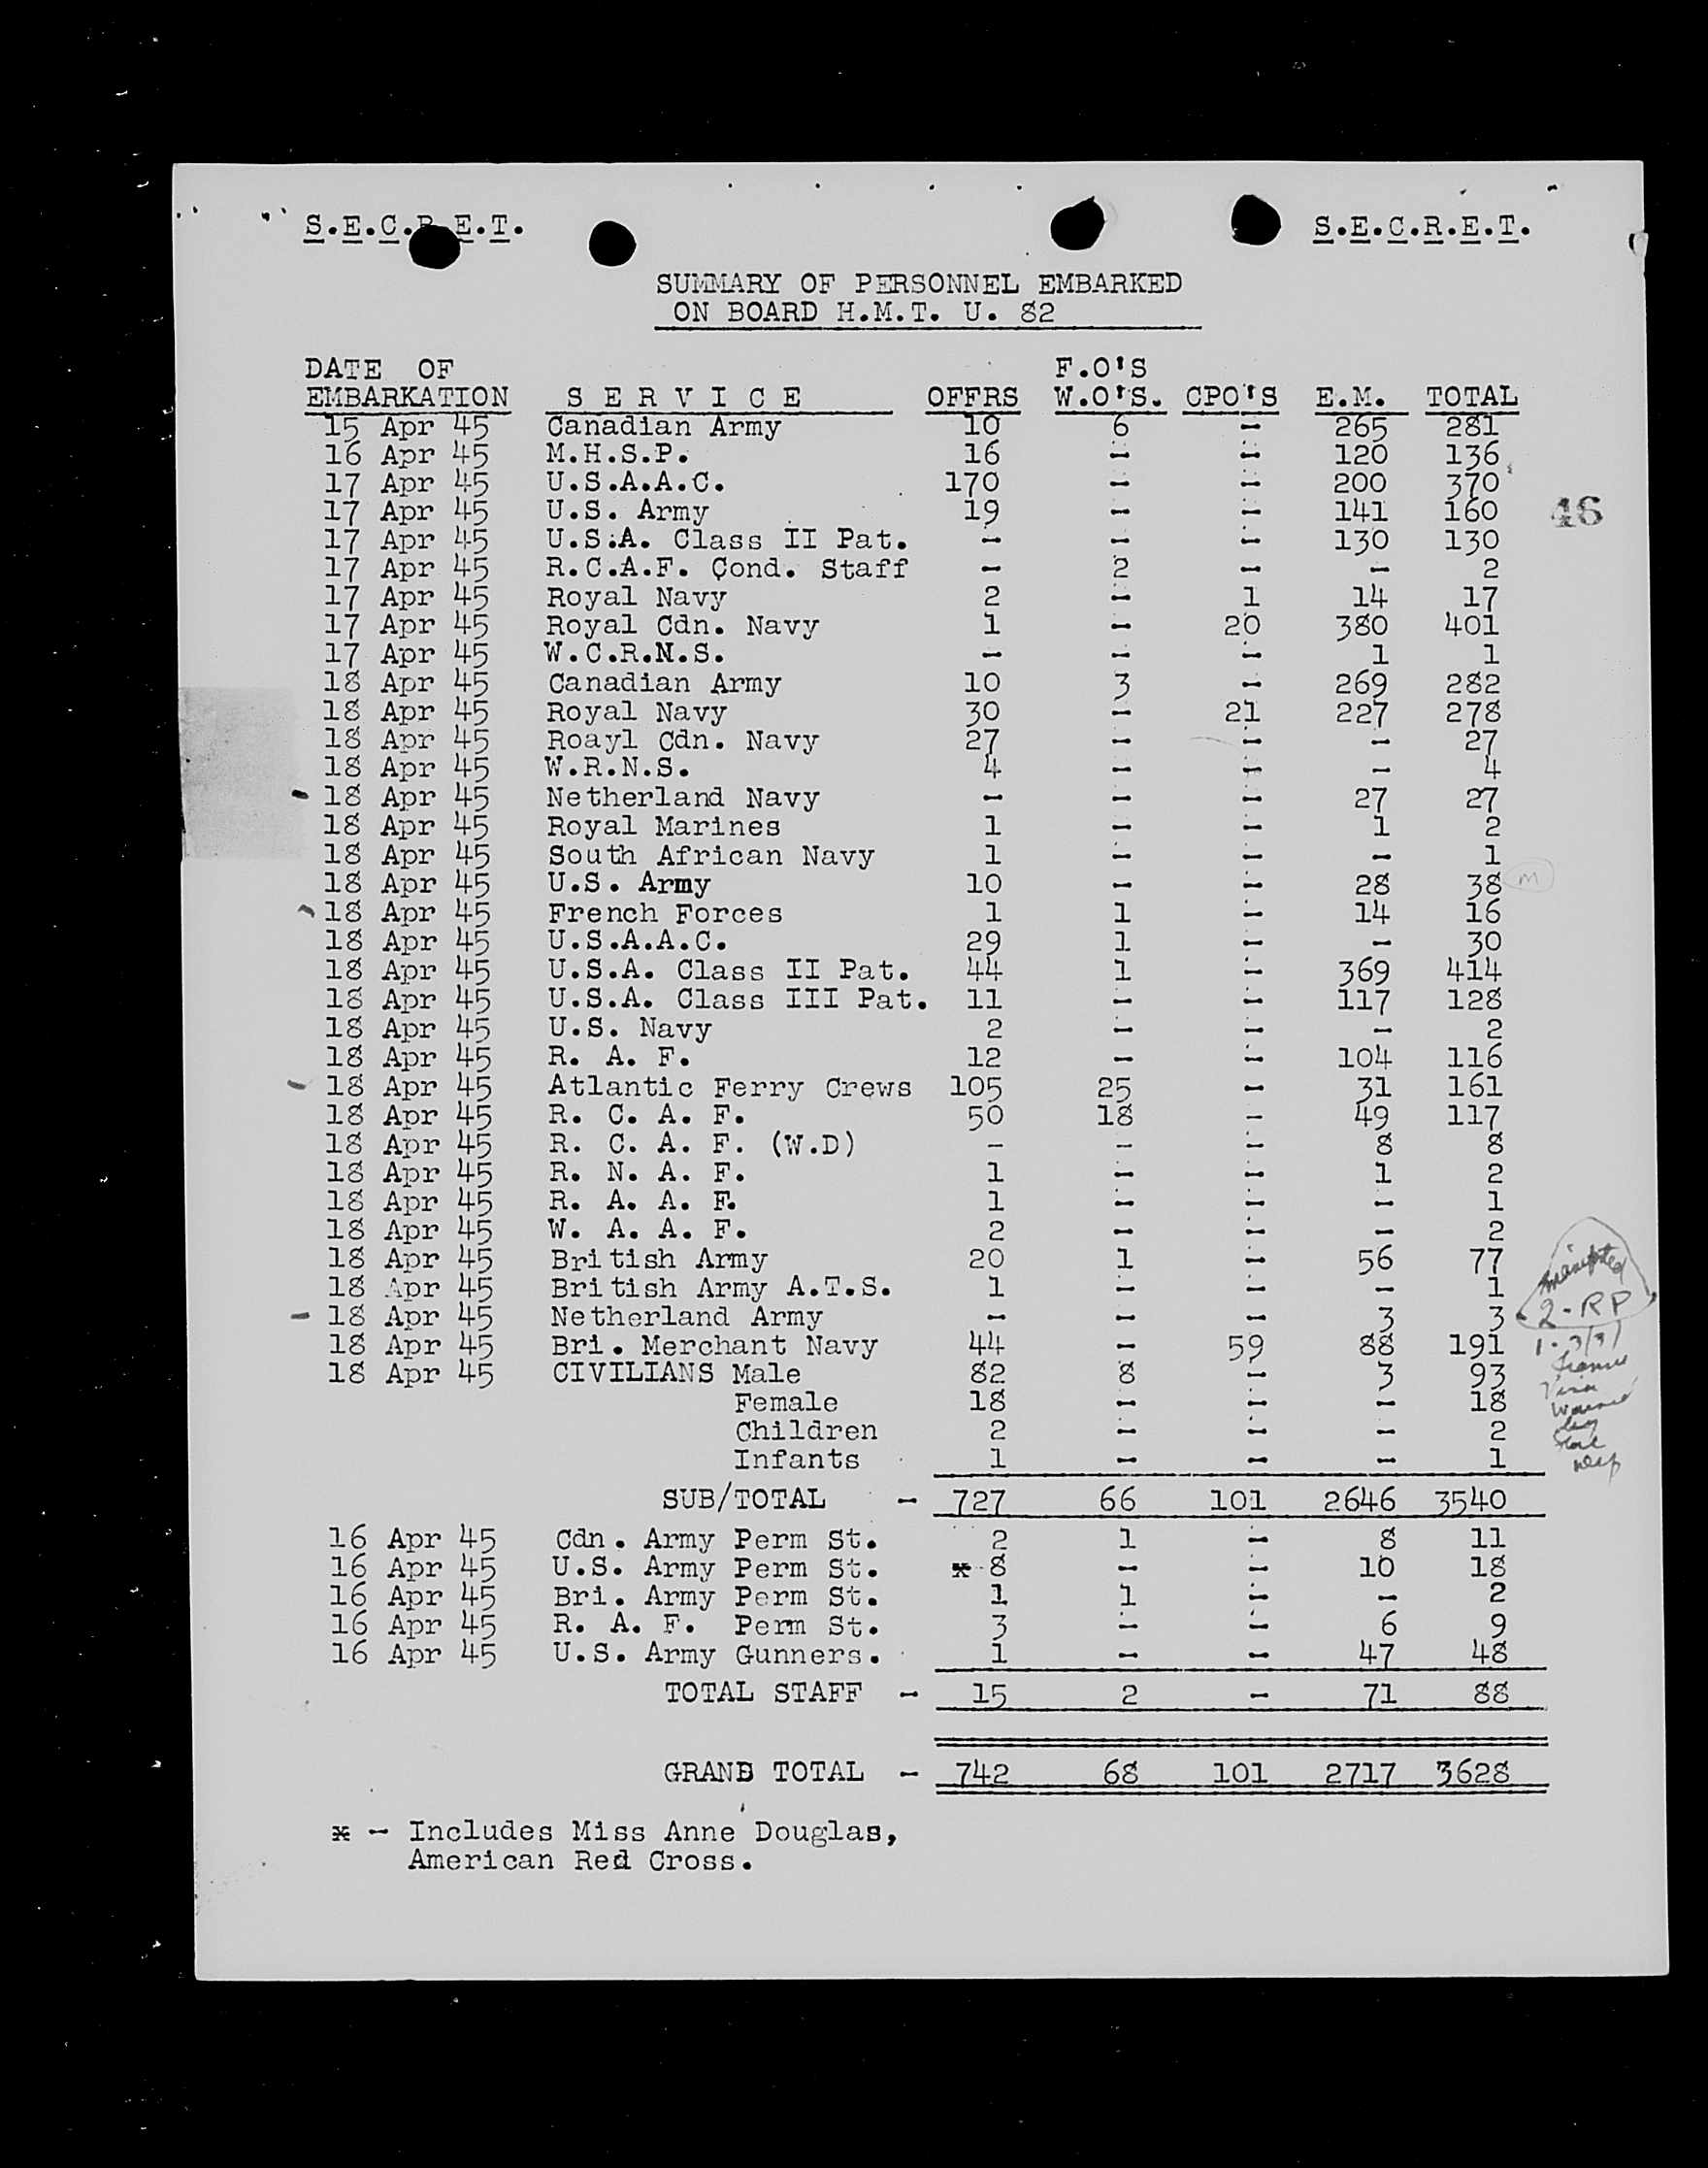 S.E.C.R.E.T. S.E.C.R.E.T.
SUMMARY OF PERSONNEL EMBARKED
ON BOARD H.M.T. U. 82
DATE OF F.O'S
EMBARKATION S E R V I C E OFFRS W.O'S. CPO'S E.M. TOTAL
15 Apr 45 Canadian Army 10 6 - 265 281
16 Apr 45 M.H.S.P. 16 - - 120 136
17 Apr 45 U.S.A.A.C. 170 - - 200 370
17 Apr 45 U.S. Army 19 - - 141 160 46
17 Apr 45 U.S.A. Class II Pat. - - - 130 130
17 Apr 45 R.C.A.F. Cond. Staff - 2 - - 2
17 Apr 45 Royal Navy 2 - 1 14 17
17 Apr 45 Royal Cdn. Navy 1 - 20 380 401
17 Apr 45 W.C.R.N.S. - - - 1 1
18 Apr 45 Canadian Army 10 3 - 269 282
18 Apr 45 Royal Navy 30 - 21 227 278
18 Apr 45 Roayl Cdn. Navy 27 - - - 27
18 Apr 45 W.R.N.S. 4 - - - 4
- 18 Apr 45 Netherland Navy - - - 27 27
18 Apr 45 Royal Marines 1 - - 1 2
18 Apr 45 South African Navy 1 - - - 1
18 Apr 45 U.S. Army 10 - - 28 38 M
18 Apr 45 French Forces 1 1 - 14 16
18 Apr 45 U.S.A.A.C. 29 1 - - 30
18 Apr 45 U.S.A. Class II Pat. 44 1 - 369 414
18 Apr 45 U.S.A. Class III Pat. 11 - - 117 128
18 Apr 45 U.S. Navy 2 - - - 2
18 Apr 45 R. A. F. 12 - - 104 116
- 18 Apr 45 Atlantic Ferry Crews 105 25 - 31 161
18 Apr 45 R. C. A. F. 50 18 - 49 117
18 Apr 45 R. C. A. F. (W.D) - - - 8 8
18 Apr 45 R. N. A. F. 1 - - 1 2
18 Apr 45 R. A. A. F. 1 - - - 1
18 Apr 45 W. A. A. F. 2 - - - 2
18 Apr 45 British Army 20 1 - 56 77
18 Apr 45 British Army A.T.S. 1 - - - 1
- 18 Apr 45 Netherland Army - - - 3 3 2-RP
18 Apr 45 Bri. Merchant Navy 44 - 59 88 191
18 Apr 45 CIVILIANS Male 82 8 - 3 93
Female 18 - - - 18
Children 2 - - - 2
Infants 1 - - - 1
SUB/TOTAL - 727 66 101 2646 3540
16 Apr 45 Cdn. Army Perm St. 2 1 - 8 11
16 Apr 45 U.S. Army Perm St. * 8 - - 10 18
16 Apr 45 Bri. Army Perm St. 1 1 - - 2
16 Apr 45 R. A. F. Perm St. 3 - - 6 9
16 Apr 45 U.S. Army Gunners. 1 - - 47 48
TOTAL STAFF - 15 2 - 71 88
GRAND TOTAL - 742 68 101 2717 3628
* - Includes Miss Anne Douglas,
American Red Cross.